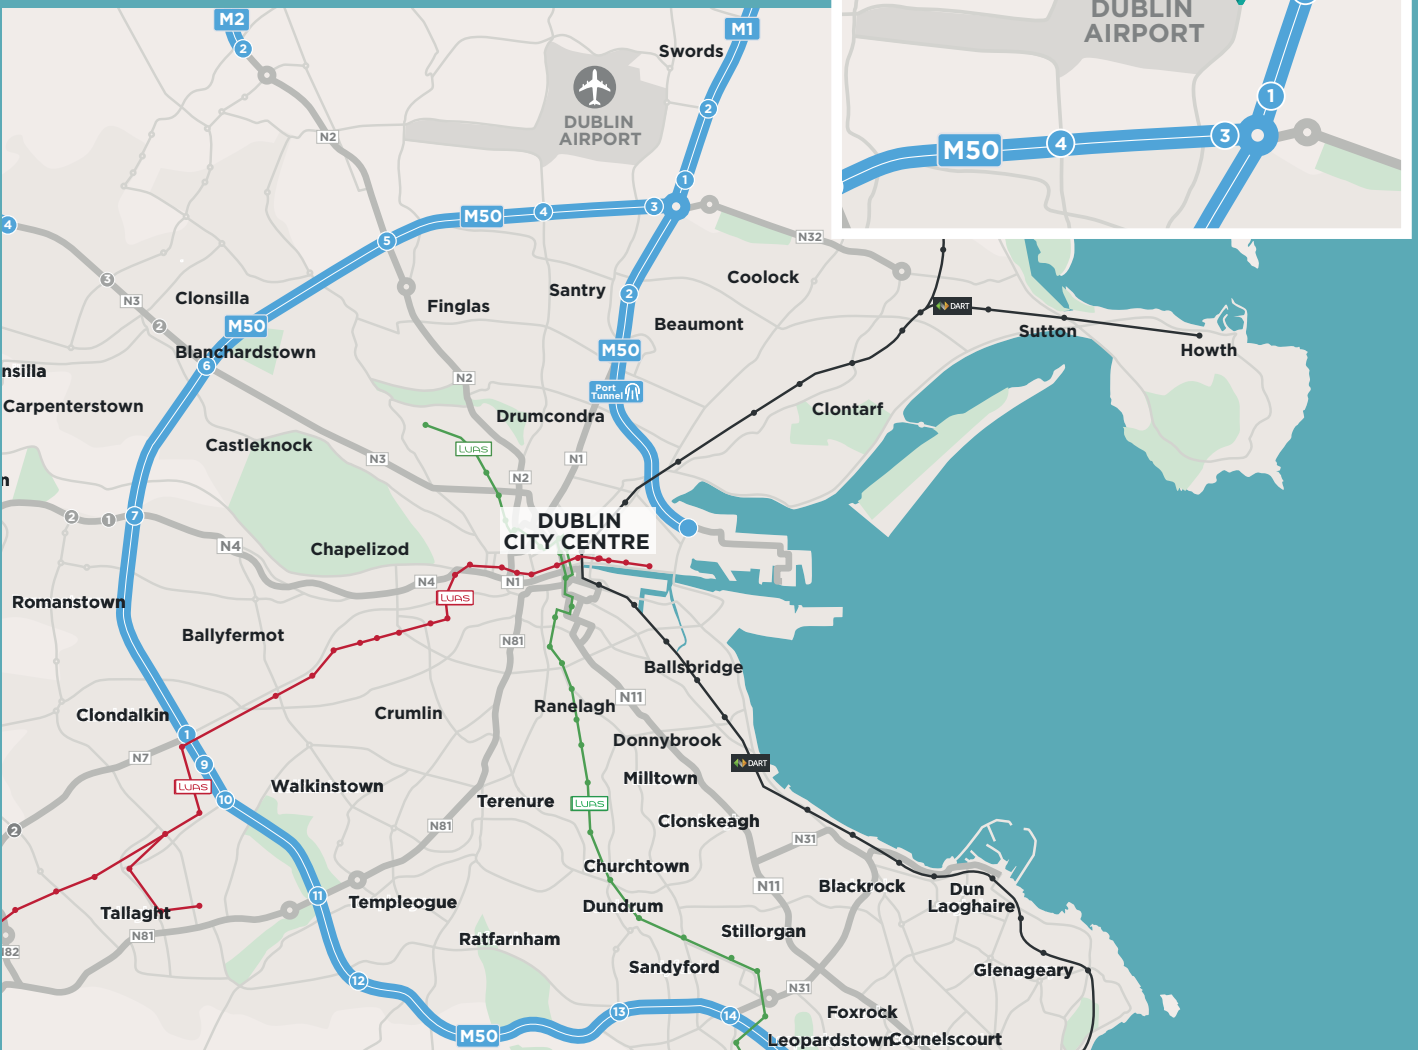 M2
2
M1
Swords
DUBLIN
AIRPORT
2
N2
DUBLIN
AIRPORT
1
M50
4
3
1
M50
4
3
4
5
N32
3
N3
Clonsilla
2
Finglas
Santry
2
Coolock
DART
M50
Beaumont
Sutton
Howth
Blanchardstown
6
M50
nsilla
Carpenterstown
N2
Port
Tunnel
Drumcondra
Clontarf
Castleknock
LUAS
N3
N1
N2
n
2
1
7
DUBLIN
CITY CENTRE
N4
Chapelizod
N4
N1
LUAS
Romanstown
Ballyfermot
N81
Ballsbridge
N11
Ranelagh
Clondalkin
Crumlin
1
Donnybrook
N7
9
DART
Milltown
LUAS
Walkinstown
10
Terenure
LUAS
Clonskeagh
2
N81
N31
Churchtown
N11
Blackrock
Dun
Laoghaire
11
Templeogue
Tallaght
Dundrum
N81
Ratfarnham
Stillorgan
N82
Sandyford
Glenageary
12
N31
13
14
Foxrock
M50
Leopardstown
Cornelscourt